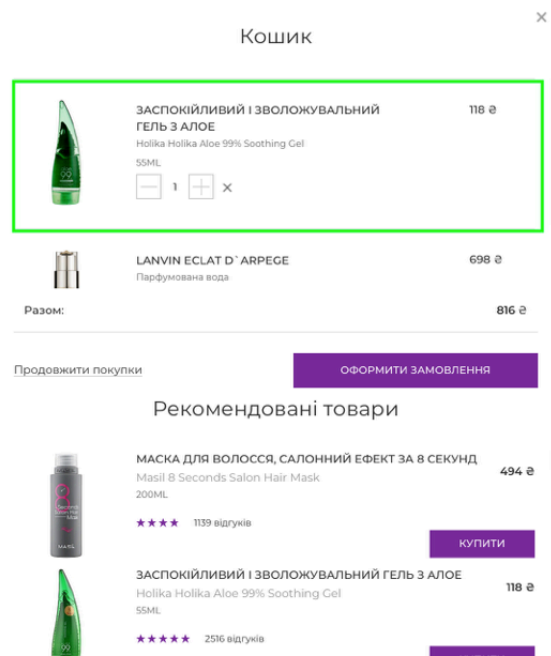 ×
Кошик
ЗАСПОКІЙЛИВИЙ І ЗВОЛОЖУВАЛЬНИЙ
ГЕЛЬ З АЛОЕ
118 ₴
Holika Holika Aloe 99% Soothing Gel
55ML
1
×
LANVIN ECLAT D`ARPEGE
698 ₴
Парфумована вода
Разом:
816 ₴
Продовжити покупки
ОФОРМИТИ ЗАМОВЛЕННЯ
Рекомендовані товари
МАСКА ДЛЯ ВОЛОССЯ, САЛОННИЙ ЕФЕКТ ЗА 8 СЕКУНД
494 ₴
Masil 8 Seconds Salon Hair Mask
200ML
1139 відгуків
КУПИТИ
ЗАСПОКІЙЛИВИЙ І ЗВОЛОЖУВАЛЬНИЙ ГЕЛЬ З АЛОЕ
118 ₴
Holika Holika Aloe 99% Soothing Gel
55ML
2516 відгуків